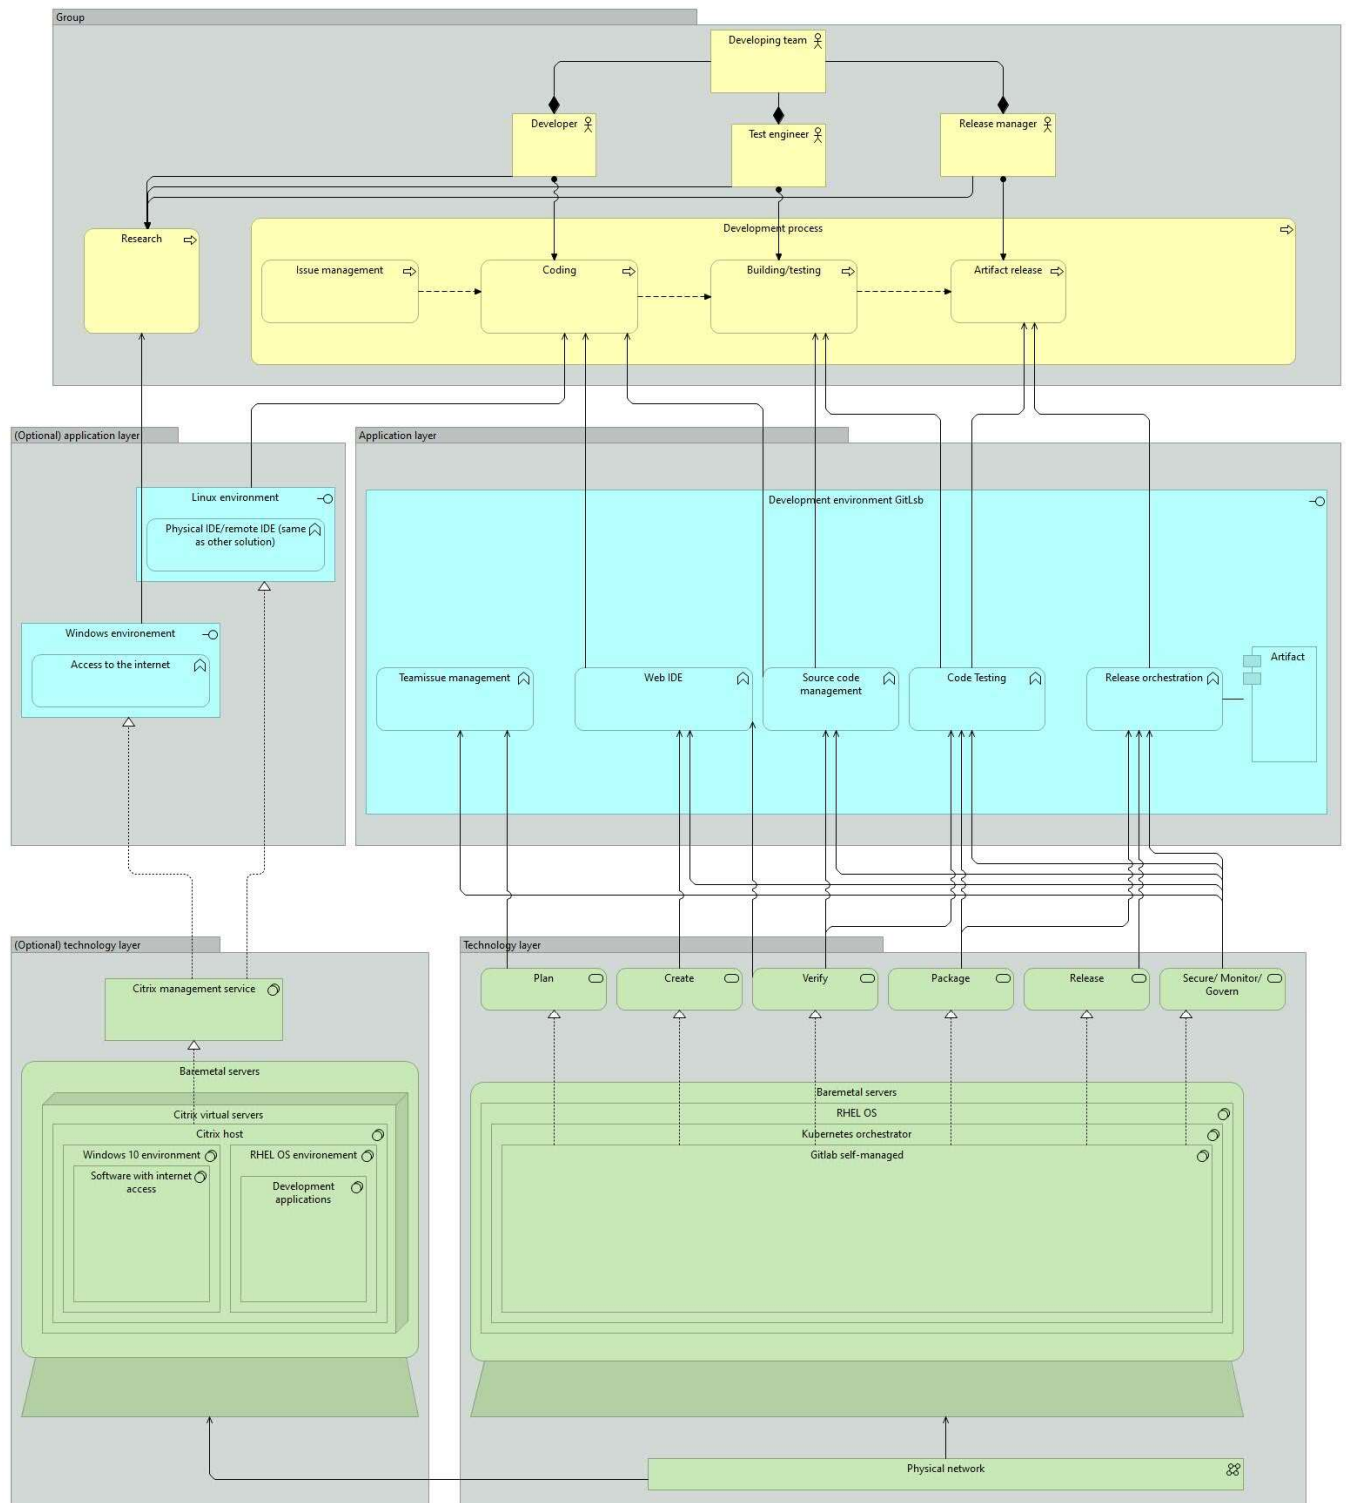 Group
Developing team
Developer
Test engineer
Release manager
Research
Development process
Issue management
Coding
Building/testing
Artifact release
(Optional) application layer
Application layer
Linux environment
Physical IDE/remote IDE (same
as other solution)
Development environment GitLsb
Windows environement
Access to the internet
Teamissue management
Web IDE
Source code
management
Code Testing
Release orchestration
Artifact
(Optional) technology layer
Technology layer
Citrix management service
Plan
Create
Verify
Package
Release
Secure/ Monitor/
Govern
Baremetal servers
Citrix virtual servers
Citrix host
Windows 10 environment
RHEL OS environement
Software with internet
access
Development
applications
Baremetal servers
RHEL OS
Kubernetes orchestrator
Gitlab self-managed
Physical network